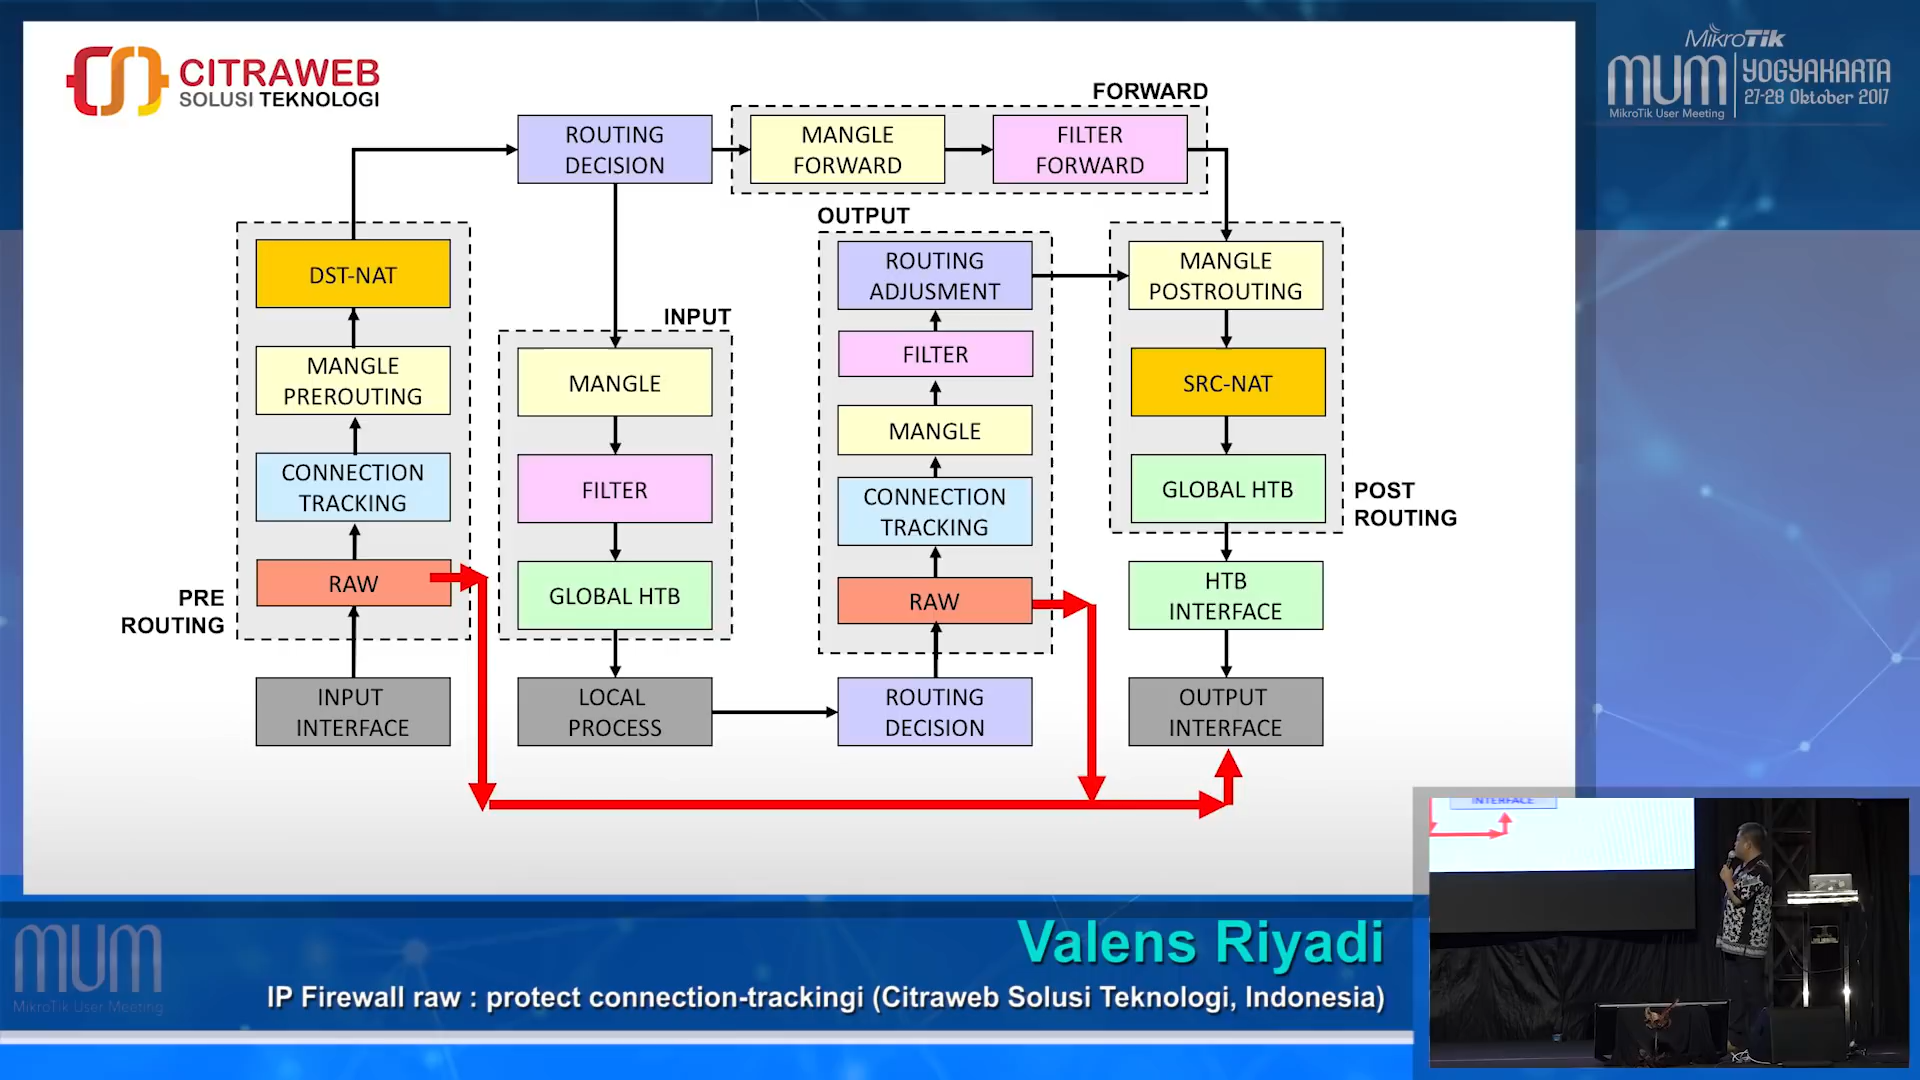 CITRAWEB
SOLUSI TEKNOLOGI
MikroTik
MUM
MikroTik User Meeting
YOGYAKARTA
27-28 Oktober 2017
FORWARD
ROUTING
DECISION
MANGLE
FORWARD
FILTER
FORWARD
PRE
ROUTING
DST-NAT
MANGLE
PREROUTING
CONNECTION
TRACKING
RAW
INPUT
INTERFACE
INPUT
MANGLE
FILTER
GLOBAL HTB
LOCAL
PROCESS
OUTPUT
ROUTING
ADJUSMENT
FILTER
MANGLE
CONNECTION
TRACKING
RAW
ROUTING
DECISION
MANGLE
POSTROUTING
SRC-NAT
GLOBAL HTB
POST
ROUTING
HTB
INTERFACE
OUTPUT
INTERFACE
INTERFACE
MUM
MikroTik User Meeting
Valens Riyadi
IP Firewall raw : protect connection-trackingi (Citraweb Solusi Teknologi, Indonesia)